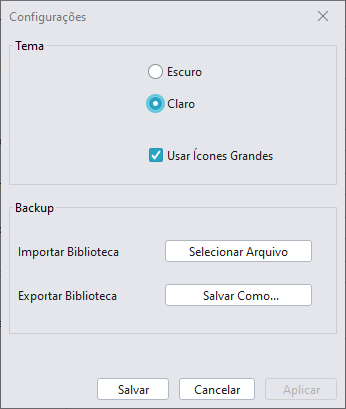 Configurações
Tema
Escuro
Claro
Usar Ícones Grandes
Backup
Importar Biblioteca Selecionar Arquivo
Exportar Biblioteca Salvar Como...
Salvar Cancelar Aplicar